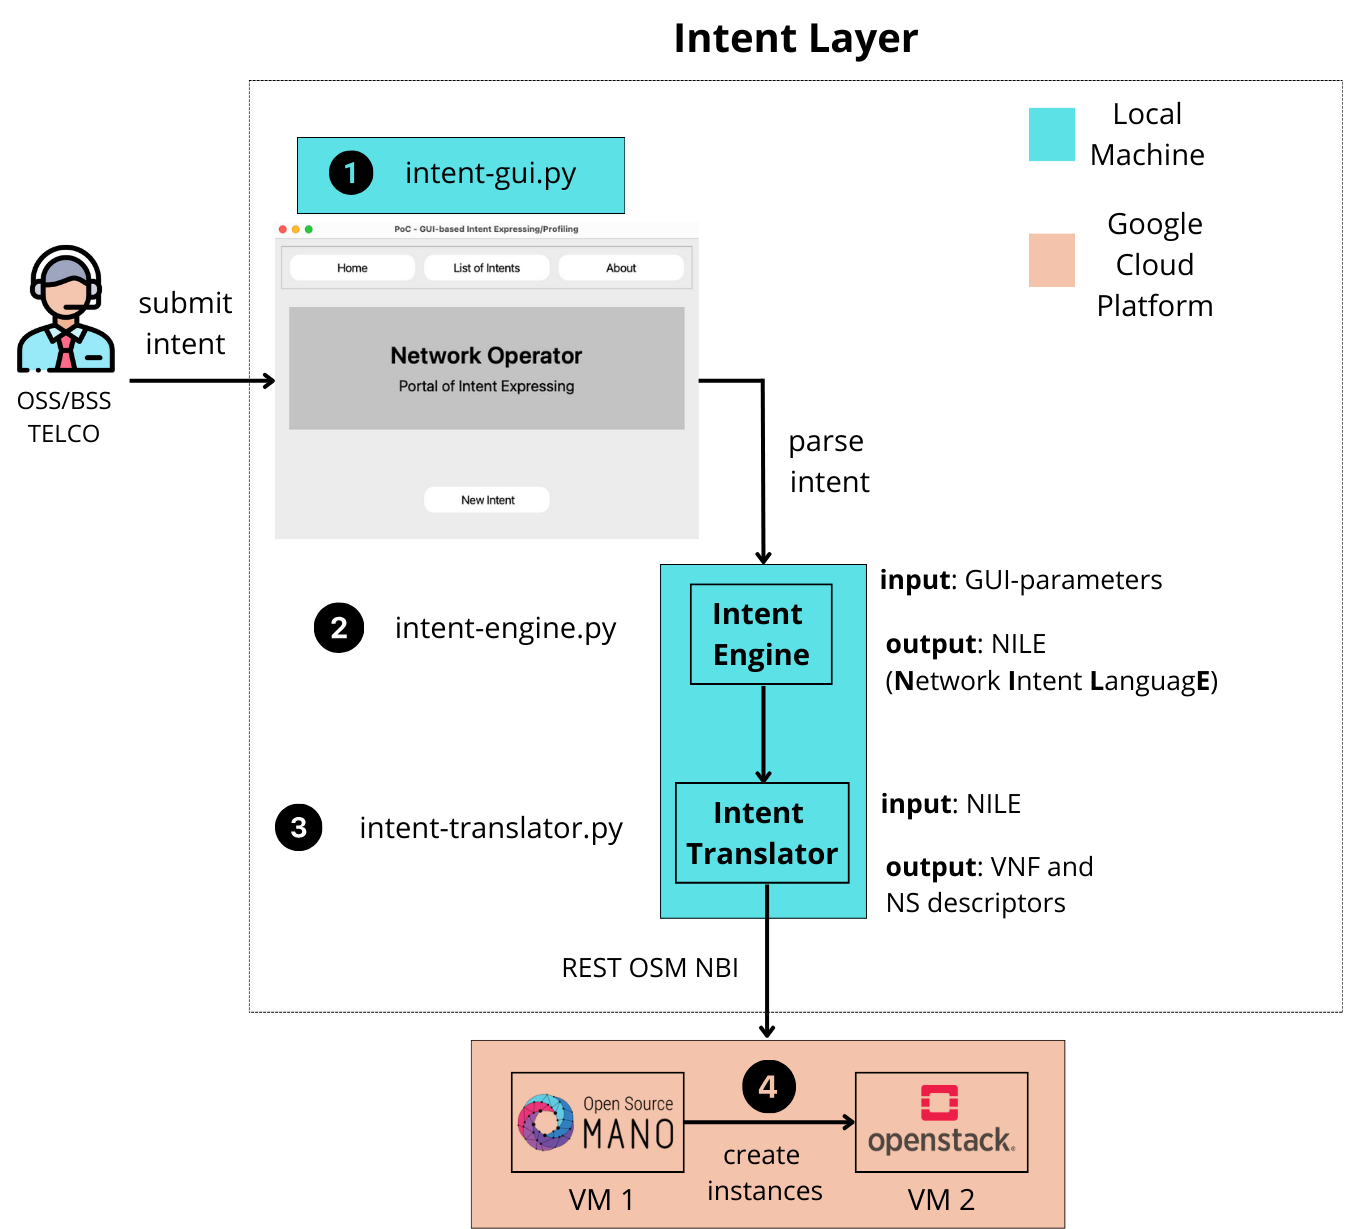 Intent Layer
Local
Machine
1 intent-gui.py
Google
Cloud
Platform
PoC - GUI-based Intent Expressing/Profiling
Home List of Intents About
submit
intent
Network Operator
Portal of Intent Expressing
OSS/BSS
TELCO
New Intent
parse
intent
2 intent-engine.py
Intent
Engine
input: GUI-parameters
output: NILE
(Network Intent LanguagE)
3 intent-translator.py
Intent
Translator
input: NILE
output: VNF and
NS descriptors
REST OSM NBI
4
Open Source
MANO
create
instances
openstack®
VM 1
VM 2